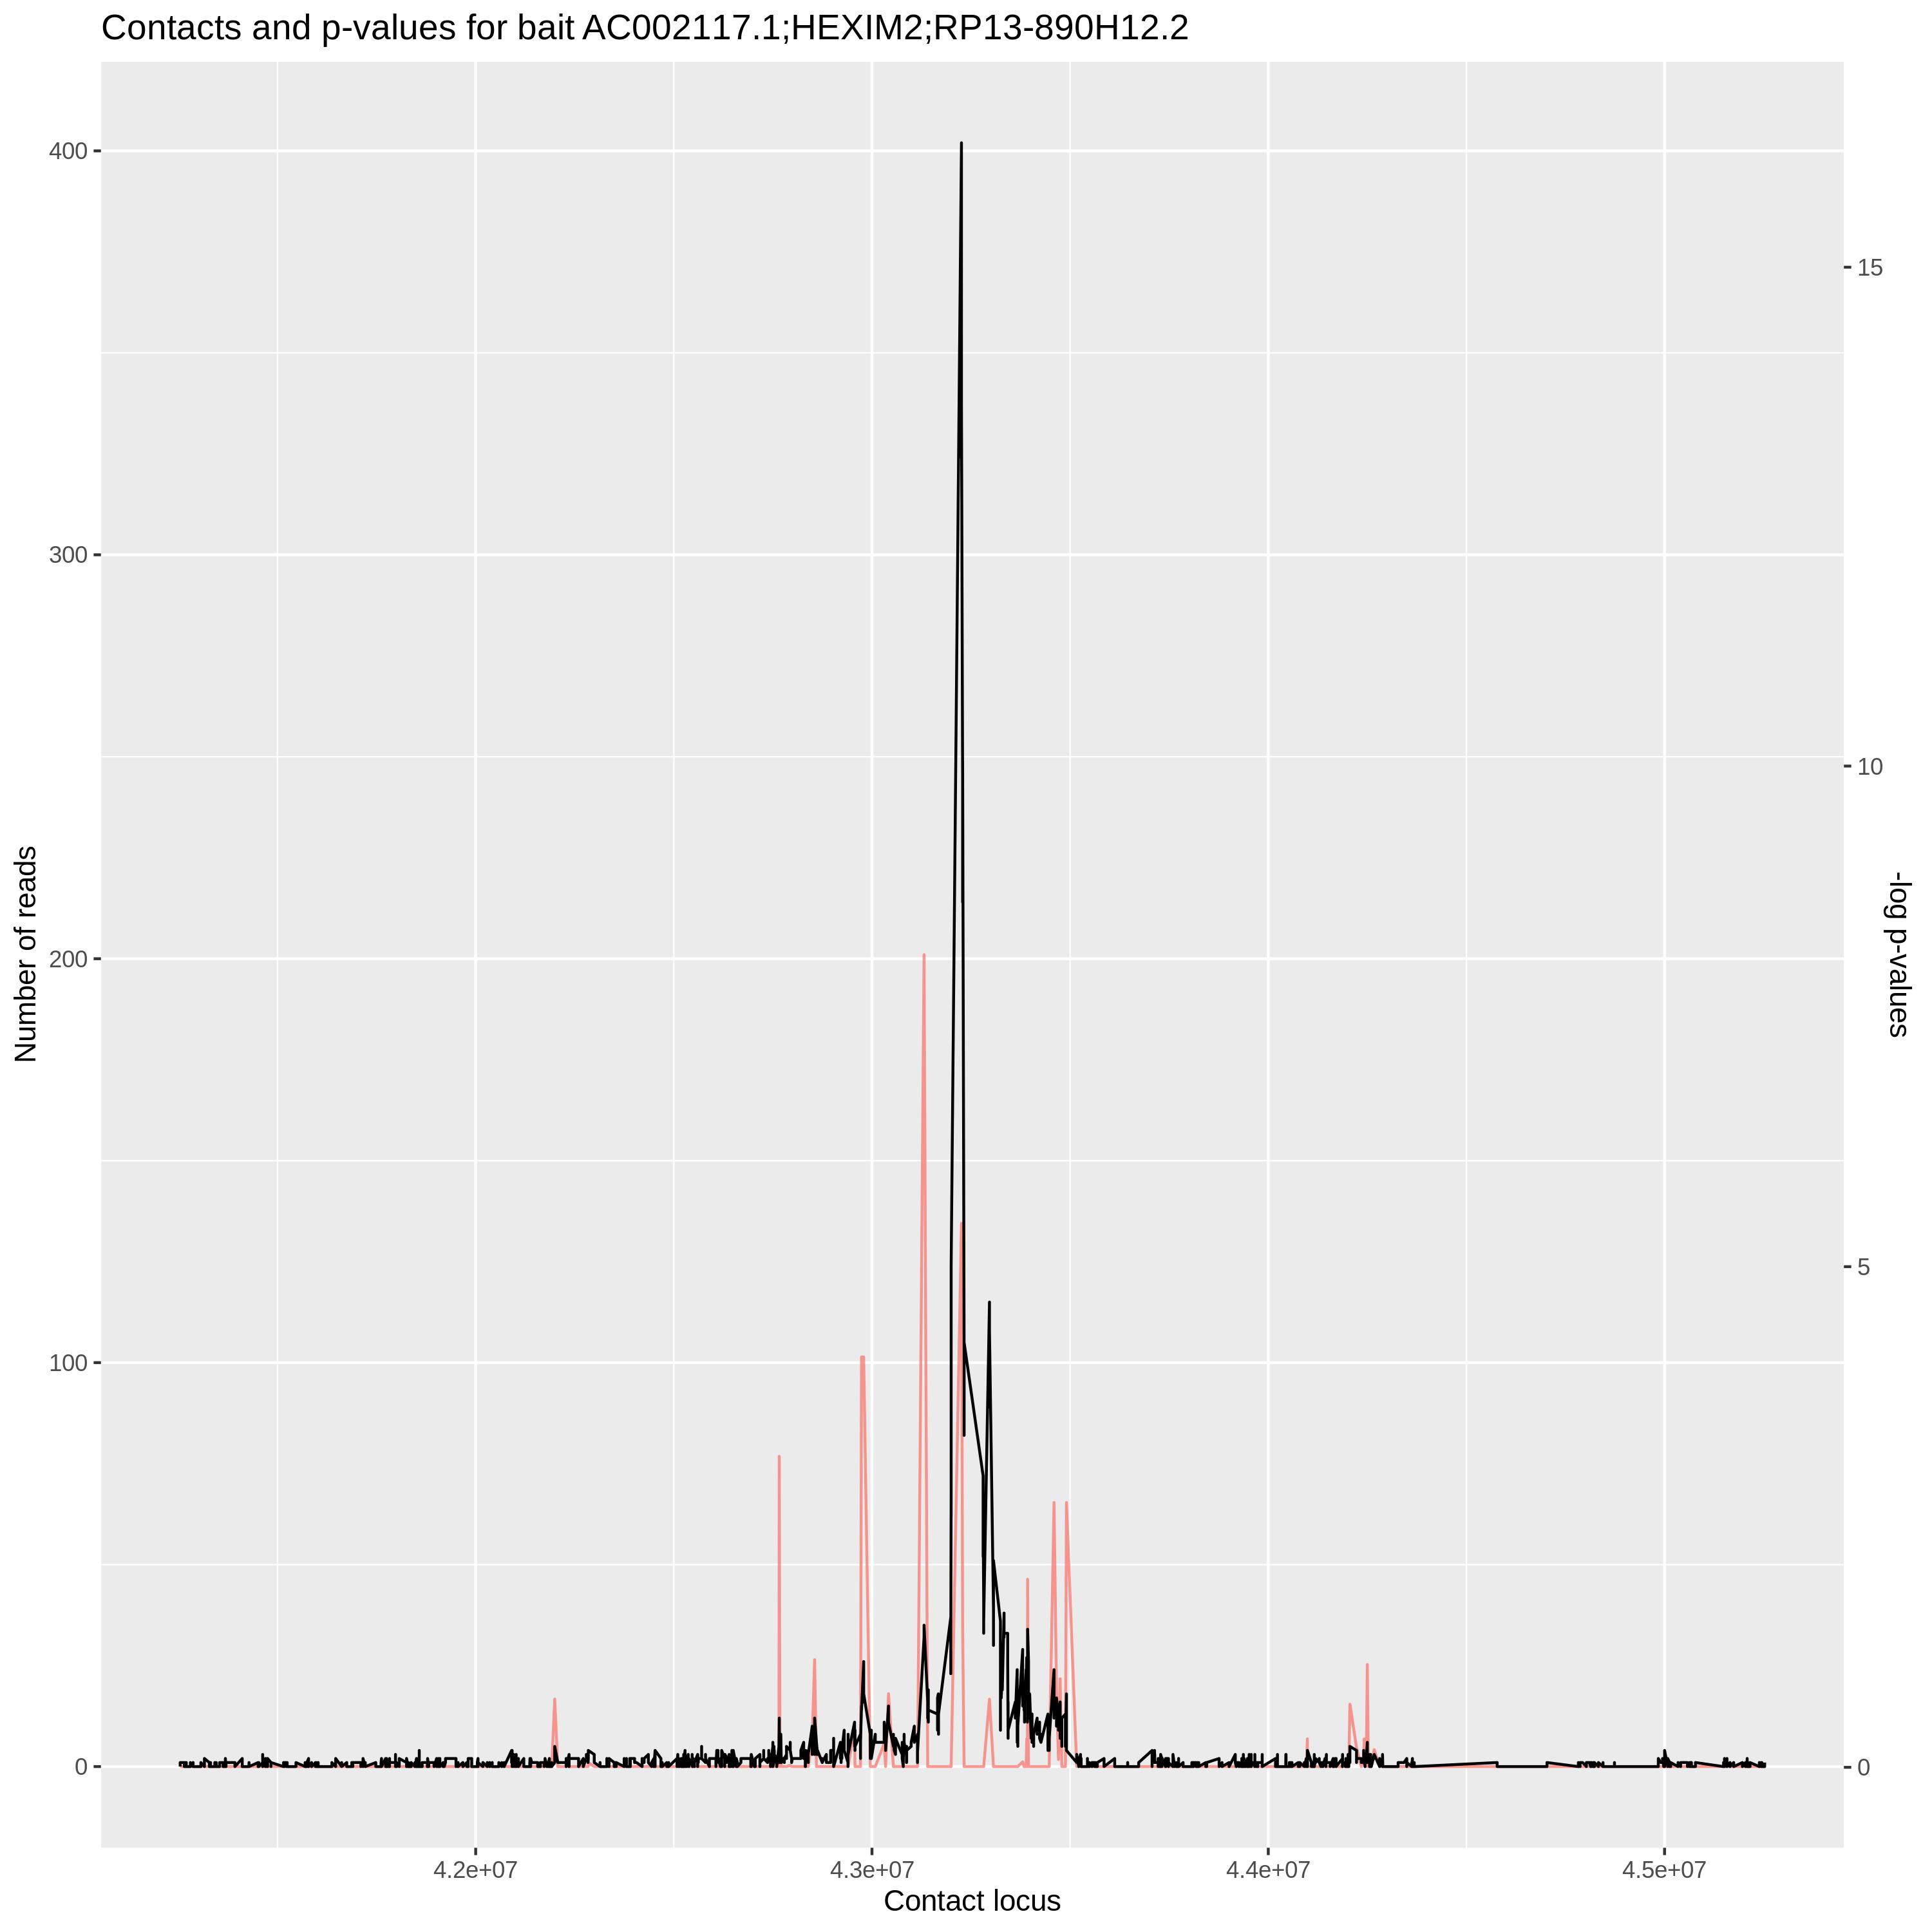 Contacts and p-values for bait AC002117.1;HEXIM2;RP13-890H12.2
400
300
200
100
0
Number of reads
15
10
5
0
-log p-values
4.2e+07 4.3e+07 4.4e+07 4.5e+07
Contact locus